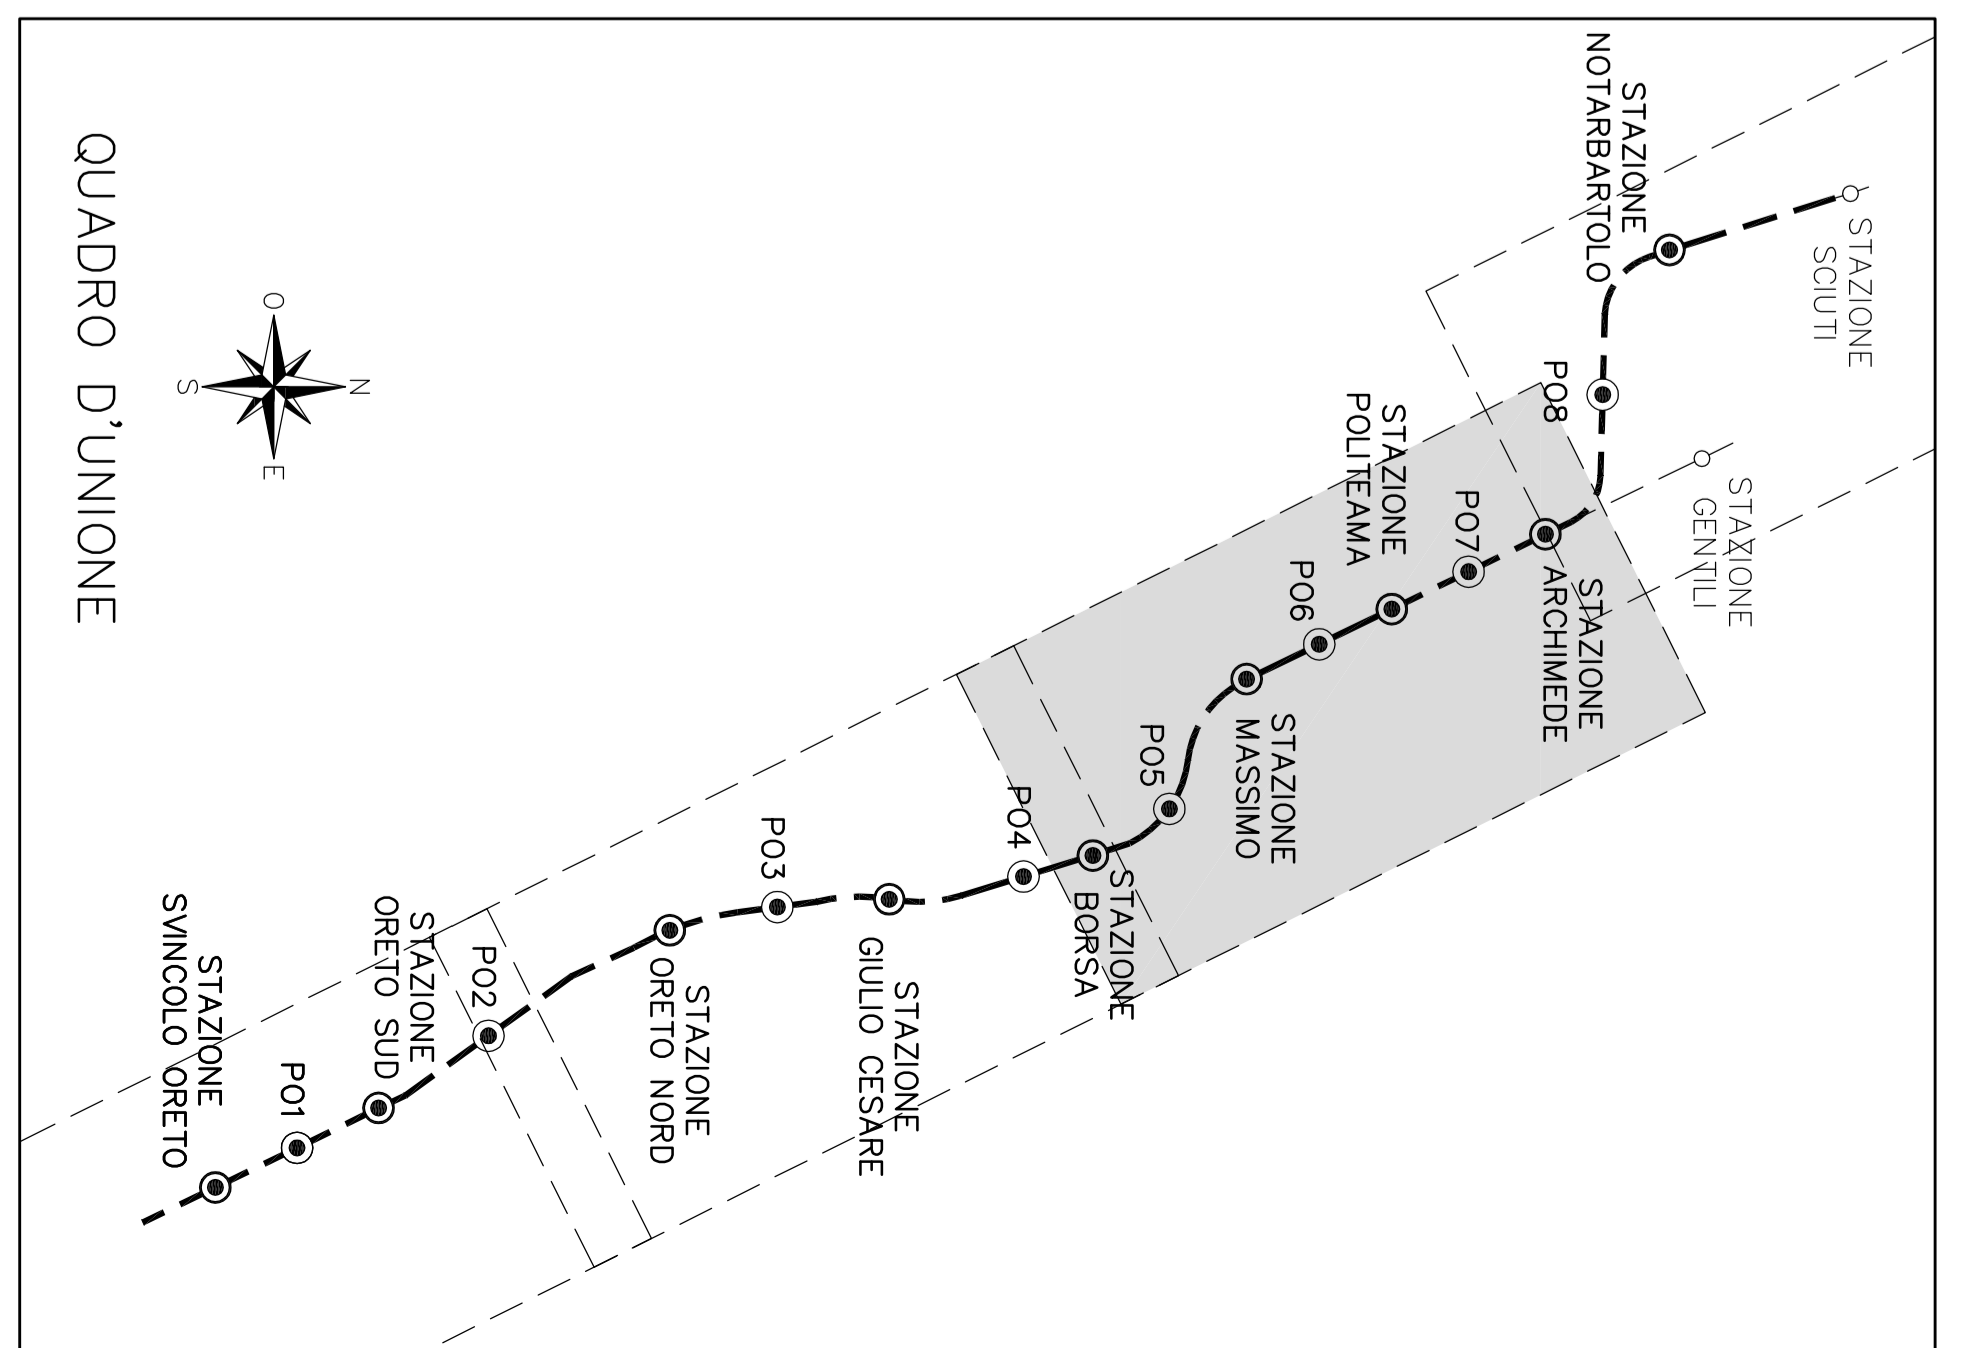 STAZIONE
SCIUTI
STAZIONE
GENTILI
STAZIONE
NOTARBARTOLO
P08
STAZIONE
ARCHIMEDE
P07
STAZIONE
POLITEAMA
P06
STAZIONE
MASSIMO
P05
STAZIONE
BORSA
P04
STAZIONE
GIULIO CESARE
P03
STAZIONE
ORETO NORD
P02
STAZIONE
ORETO SUD
P01
STAZIONE
SVINCOLO ORETO
N
O
E
S
QUADRO D'UNIONE